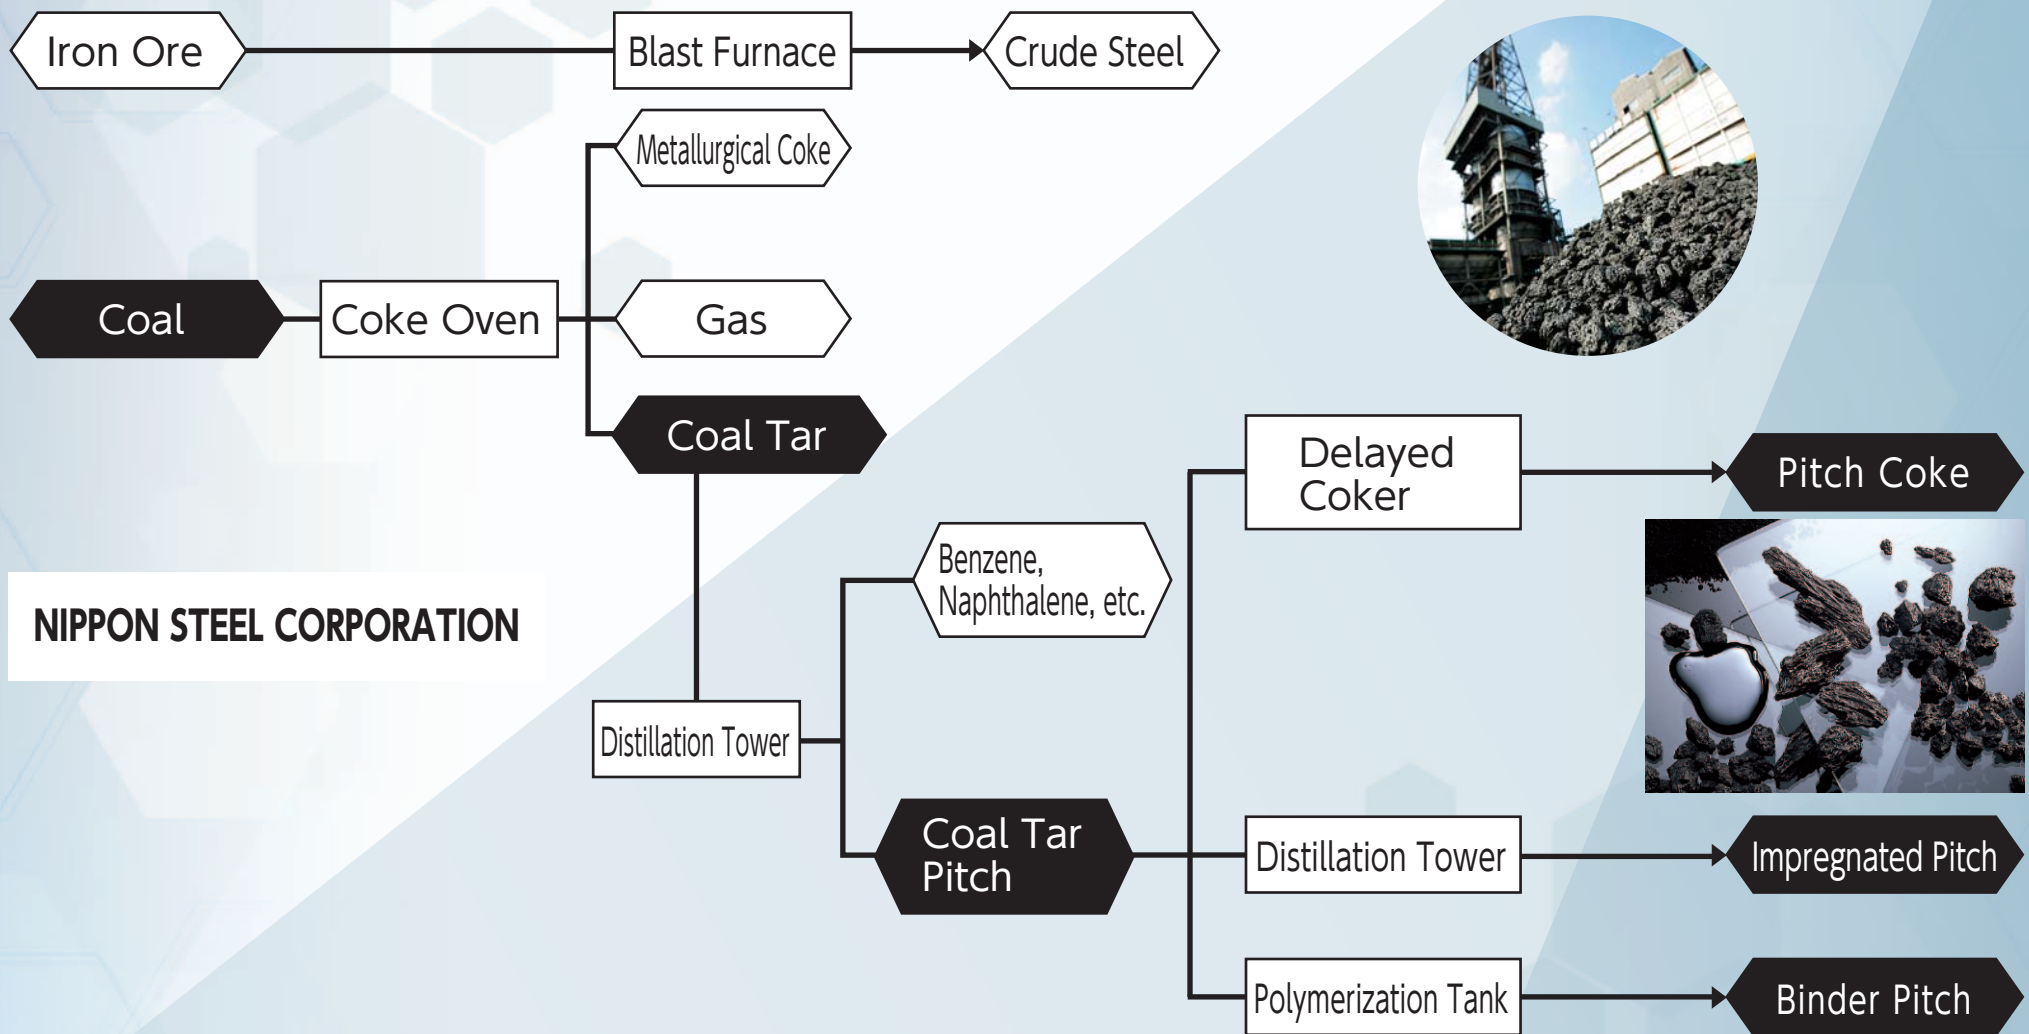 Iron Ore
Blast Furnace
Crude Steel
Metallurgical Coke
Coal
Coke Oven
Gas
Coal Tar
Delayed
Coker
Pitch Coke
Benzene,
Naphthalene, etc.
NIPPON STEEL CORPORATION
Distillation Tower
Coal Tar
Pitch
Distillation Tower
Impregnated Pitch
Polymerization Tank
Binder Pitch